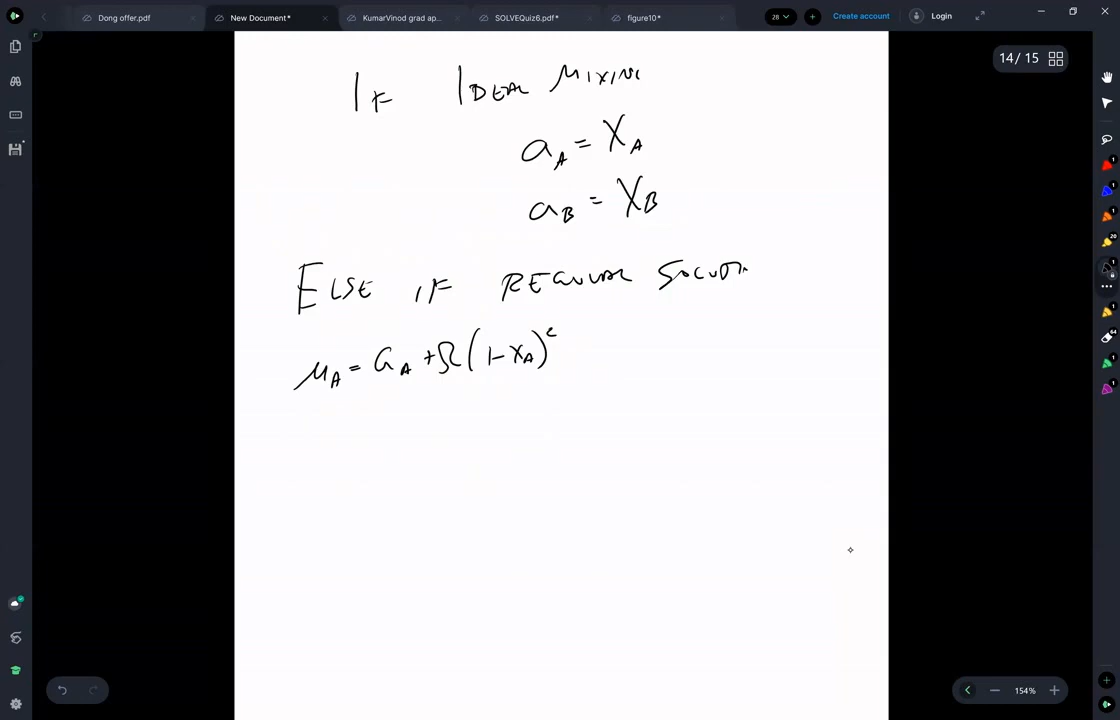 Dong offer.pdf
New Document*
KumarVinod grad ap...
SOLVEQuiz6.pdf*
figure10*
28
Create account
Login
14/ 15
IF IDEAL MIXING
a_A = X_A
a_B = X_B
ELSE IF REGULAR SOLUTION
μ_A = G_A + Ω(1-X_A)^2
154%